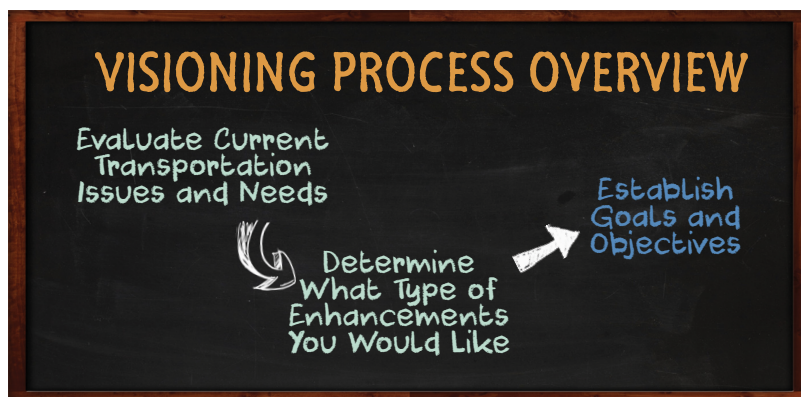 VISIONING PROCESS OVERVIEW
Evaluate Current
Transportation
Issues and Needs
Determine
What Type of
Enhancements
You Would Like
Establish
Goals and
Objectives